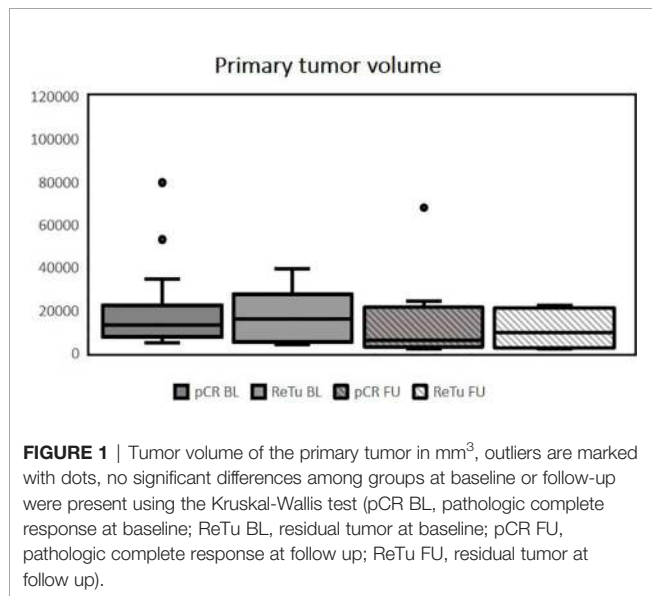 Primary tumor volume
120000
100000
80000
60000
40000
20000
0
pCR BL ReTu BL pCR FU ReTu FU
FIGURE 1 | Tumor volume of the primary tumor in mm³, outliers are marked
with dots, no significant differences among groups at baseline or follow-up
were present using the Kruskal-Wallis test (pCR BL, pathologic complete
response at baseline; ReTu BL, residual tumor at baseline; pCR FU,
pathologic complete response at follow up; ReTu FU, residual tumor at
follow up).